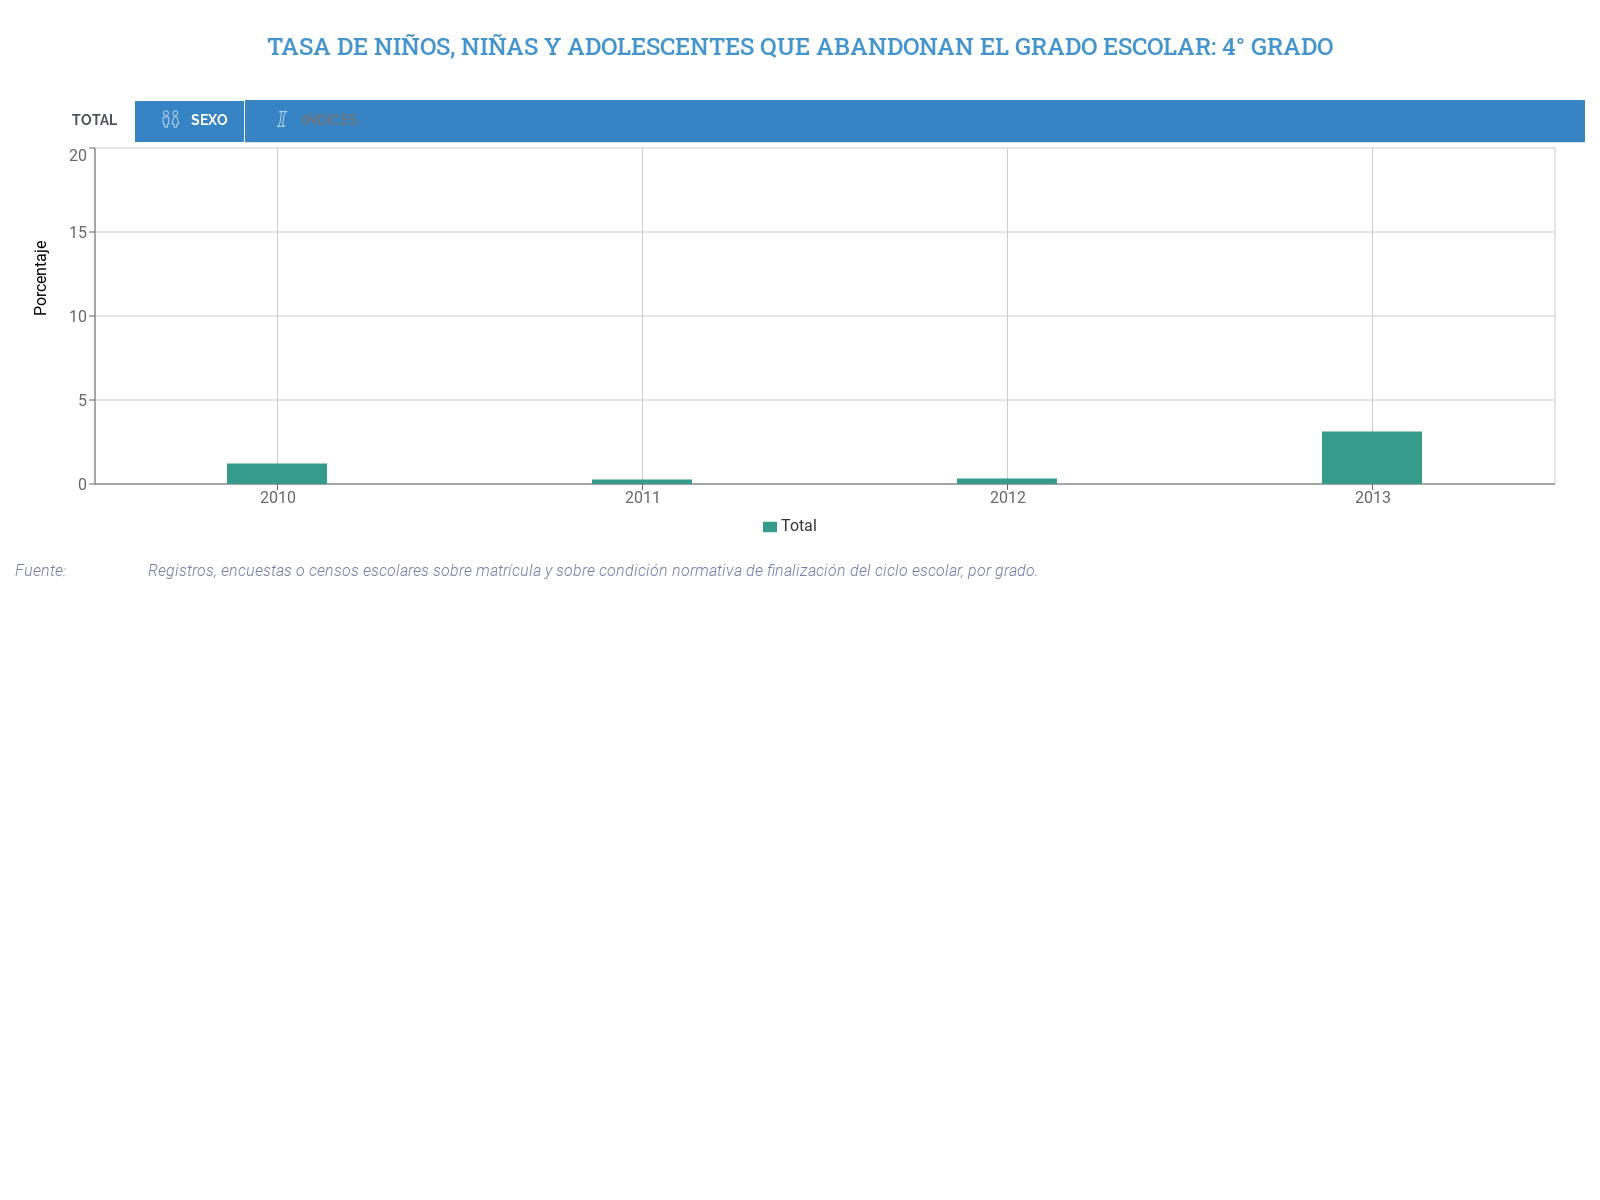 TASA DE NIÑOS, NIÑAS Y ADOLESCENTES QUE ABANDONAN EL GRADO ESCOLAR: 4° GRADO
TOTAL SEXO INDICES
20
15
10
5
0
Porcentaje
2010 2011 2012 2013
Total
Fuente: Registros, encuestas o censos escolares sobre matrícula y sobre condición normativa de finalización del ciclo escolar, por grado.